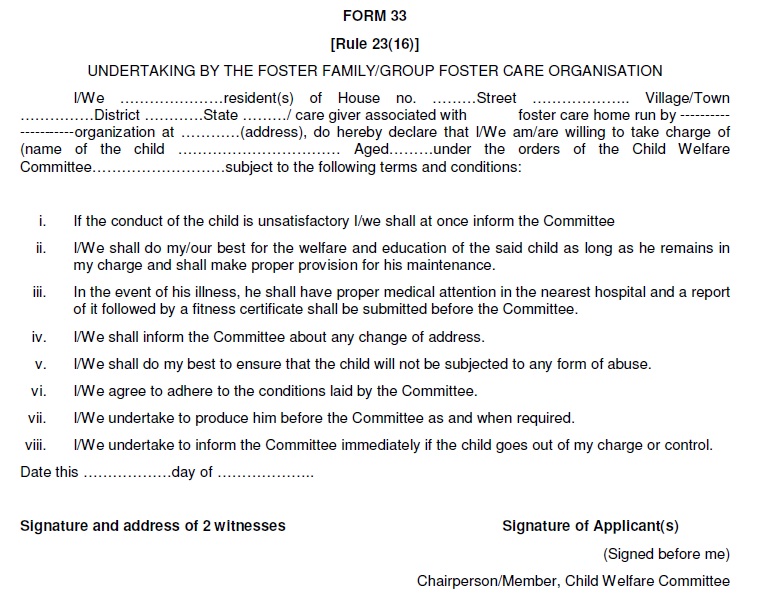 FORM 33
[Rule 23(16)]
UNDERTAKING BY THE FOSTER FAMILY/GROUP FOSTER CARE ORGANISATION
I/We …………………..resident(s) of House no. ………Street ……………….. Village/Town
……………District …………State ………/ care giver associated with foster care home run by ----------
-----------organization at …………(address), do hereby declare that I/We am/are willing to take charge of
(name of the child …………………………… Aged………under the orders of the Child Welfare
Committee………………………subject to the following terms and conditions:
i. If the conduct of the child is unsatisfactory I/we shall at once inform the Committee
ii. I/We shall do my/our best for the welfare and education of the said child as long as he remains in
my charge and shall make proper provision for his maintenance.
iii. In the event of his illness, he shall have proper medical attention in the nearest hospital and a report
of it followed by a fitness certificate shall be submitted before the Committee.
iv. I/We shall inform the Committee about any change of address.
v. I/We shall do my best to ensure that the child will not be subjected to any form of abuse.
vi. I/We agree to adhere to the conditions laid by the Committee.
vii. I/We undertake to produce him before the Committee as and when required.
viii. I/We undertake to inform the Committee immediately if the child goes out of my charge or control.
Date this ………………day of ………………..
Signature and address of 2 witnesses Signature of Applicant(s)
(Signed before me)
Chairperson/Member, Child Welfare Committee